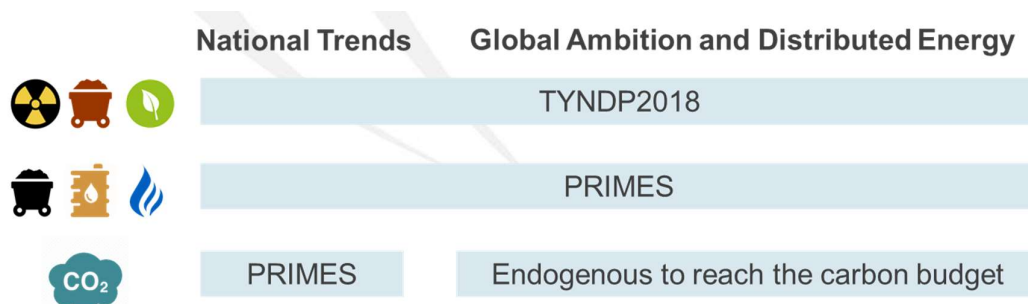 National Trends
Global Ambition and Distributed Energy
TYNDP2018
PRIMES
CO2
PRIMES
Endogenous to reach the carbon budget